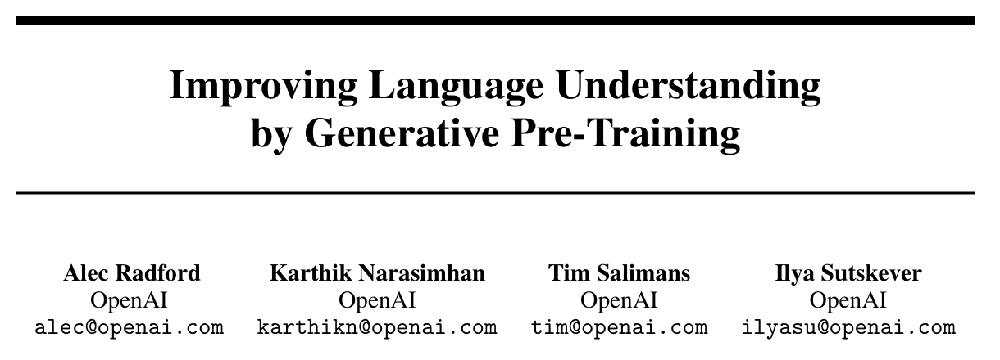 Improving Language Understanding
by Generative Pre-Training
Alec Radford
OpenAI
alec@openai.com
Karthik Narasimhan
OpenAI
karthikn@openai.com
Tim Salimans
OpenAI
tim@openai.com
Ilya Sutskever
OpenAI
ilyasu@openai.com